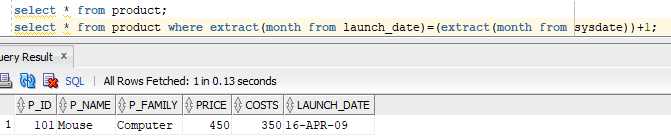 select * from product;
select * from product where extract(month from launch_date)=(extract(month from sysdate))+1;
uery Result ×
SQL | All Rows Fetched: 1 in 0.13 seconds
P_ID P_NAME P_FAMILY PRICE COSTS LAUNCH_DATE
1 101 Mouse Computer 450 350 16-APR-09